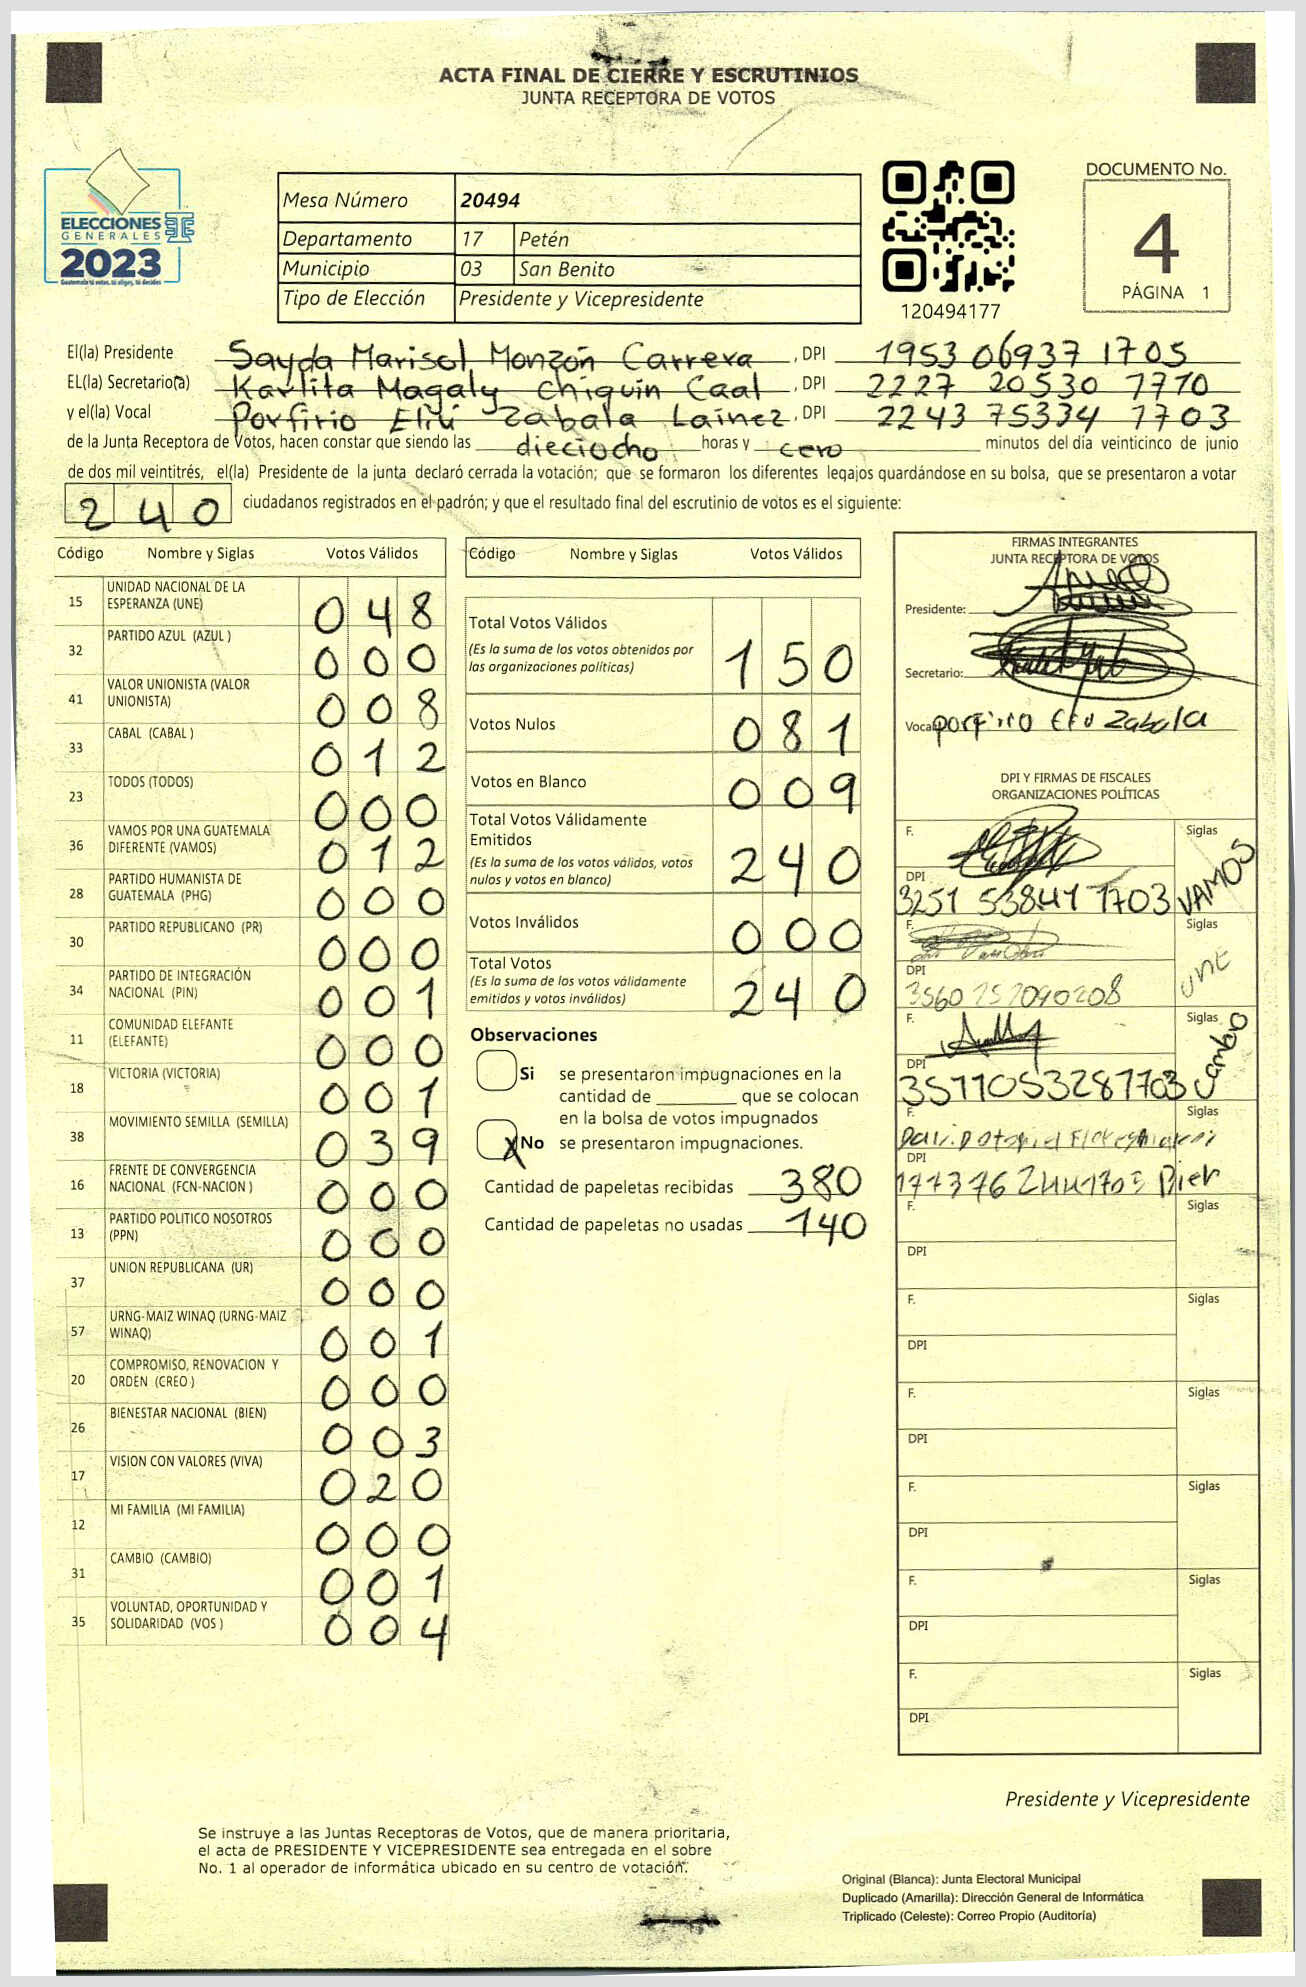 ACTA FINAL DE CIERRE Y ESCRUTINIOS
JUNTA RECEPTORA DE VOTOS
ELECCIONES
GENERALES
2023
Guatemala tú votas, tú eliges, tú decides
Mesa Número 20494
Departamento 17 Petén
Municipio 03 San Benito
Tipo de Elección Presidente y Vicepresidente
120494177
DOCUMENTO No.
4
PÁGINA 1
El(la) Presidente Sayda Marisol Monzón Carrera , DPI 1953 06937 1705
EL(la) Secretario(a) Karlita Magaly Chiquin Caal , DPI 2227 20530 1710
y el(la) Vocal Porfirio Eliú Zabala Lainez , DPI 2243 75334 1703
de la Junta Receptora de Votos, hacen constar que siendo las dieciocho horas y cero minutos del día veinticinco de junio
de dos mil veintitrés, el(la) Presidente de la junta declaró cerrada la votación; que se formaron los diferentes legajos guardándose en su bolsa, que se presentaron a votar
240 ciudadanos registrados en el padrón; y que el resultado final del escrutinio de votos es el siguiente:
Código Nombre y Siglas Votos Válidos
15 UNIDAD NACIONAL DE LA ESPERANZA (UNE) 048
32 PARTIDO AZUL (AZUL ) 000
41 VALOR UNIONISTA (VALOR UNIONISTA) 008
33 CABAL (CABAL ) 012
23 TODOS (TODOS) 000
36 VAMOS POR UNA GUATEMALA DIFERENTE (VAMOS) 012
28 PARTIDO HUMANISTA DE GUATEMALA (PHG) 000
30 PARTIDO REPUBLICANO (PR) 000
34 PARTIDO DE INTEGRACIÓN NACIONAL (PIN) 001
11 COMUNIDAD ELEFANTE (ELEFANTE) 000
18 VICTORIA (VICTORIA) 001
38 MOVIMIENTO SEMILLA (SEMILLA) 039
16 FRENTE DE CONVERGENCIA NACIONAL (FCN-NACION ) 000
13 PARTIDO POLITICO NOSOTROS (PPN) 000
37 UNION REPUBLICANA (UR) 000
57 URNG-MAIZ WINAQ (URNG-MAIZ WINAQ) 001
20 COMPROMISO, RENOVACION Y ORDEN (CREO ) 000
26 BIENESTAR NACIONAL (BIEN) 003
17 VISION CON VALORES (VIVA) 020
12 MI FAMILIA (MI FAMILIA) 000
31 CAMBIO (CAMBIO) 001
35 VOLUNTAD, OPORTUNIDAD Y SOLIDARIDAD (VOS ) 004
Código Nombre y Siglas Votos Válidos
Total Votos Válidos 150
(Es la suma de los votos obtenidos por
las organizaciones políticas)
Votos Nulos 081
Votos en Blanco 009
Total Votos Válidamente
Emitidos 240
(Es la suma de los votos válidos, votos
nulos y votos en blanco)
Votos Inválidos 000
Total Votos 240
(Es la suma de los votos válidamente
emitidos y votos inválidos)
Observaciones
Si se presentaron impugnaciones en la
cantidad de ________ que se colocan
en la bolsa de votos impugnados
X No se presentaron impugnaciones.
Cantidad de papeletas recibidas 380
Cantidad de papeletas no usadas 140
FIRMAS INTEGRANTES
JUNTA RECEPTORA DE VOTOS
Presidente:
Secretario:
Vocal: Porfirio Eliu Zabala
DPI Y FIRMAS DE FISCALES
ORGANIZACIONES POLÍTICAS
F. Siglas
DPI 3251 53841 1703 VAMOS
F. Siglas
DPI UNE
F. Siglas
DPI 3511053281703 Cambio
F. Siglas
DPI Bien
F. Siglas
DPI
F. Siglas
DPI
F. Siglas
DPI
F. Siglas
DPI
F. Siglas
DPI
F. Siglas
DPI
Presidente y Vicepresidente
Se instruye a las Juntas Receptoras de Votos, que de manera prioritaria,
el acta de PRESIDENTE Y VICEPRESIDENTE sea entregada en el sobre
No. 1 al operador de informática ubicado en su centro de votación.
Original (Blanca): Junta Electoral Municipal
Duplicado (Amarilla): Dirección General de Informática
Triplicado (Celeste): Correo Propio (Auditoría)